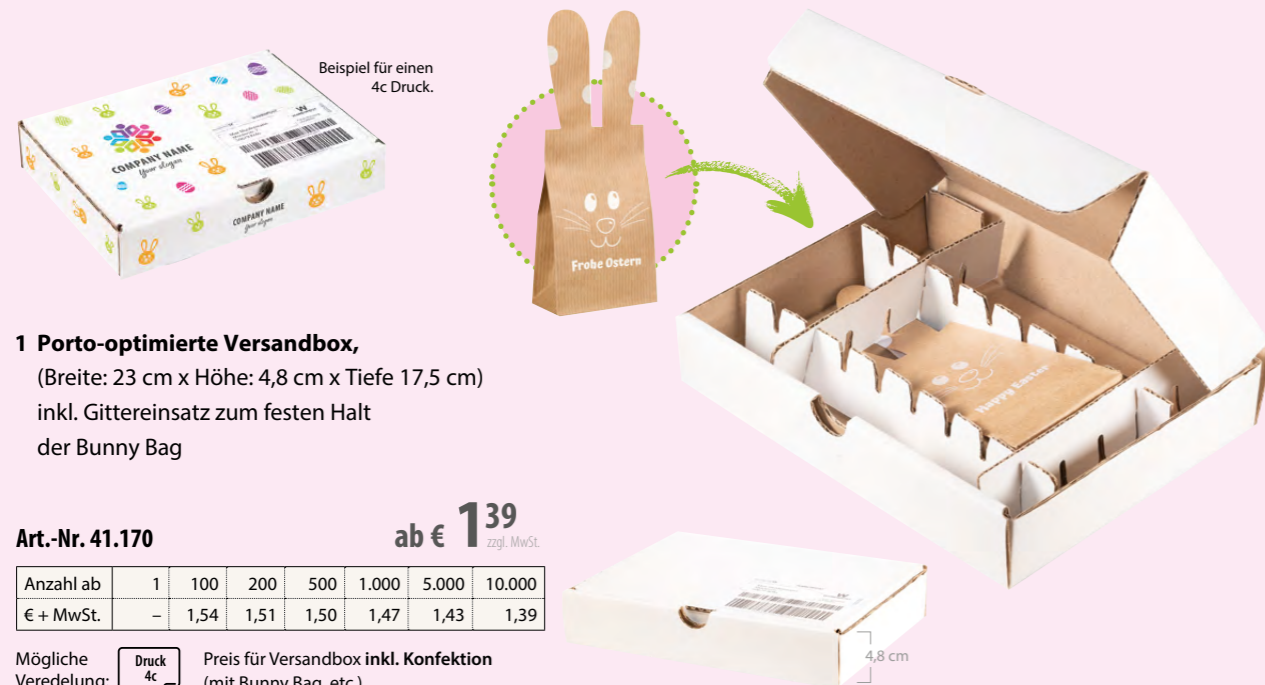 Beispiel für einen
4c Druck.
COMPANY NAME
Your slogan
COMPANY NAME
Your slogan
Frohe Ostern
Happy Easter
1 Porto-optimierte Versandbox,
(Breite: 23 cm x Höhe: 4,8 cm x Tiefe 17,5 cm)
inkl. Gittereinsatz zum festen Halt
der Bunny Bag
Art.-Nr. 41.170
ab € 1 39
zzgl. MwSt.
Anzahl ab 1 100 200 500 1.000 5.000 10.000
€ + MwSt. – 1,54 1,51 1,50 1,47 1,43 1,39
4,8 cm
Mögliche
Veredelung:
Druck
4c
Preis für Versandbox inkl. Konfektion
(mit Bunny Bag, etc.)